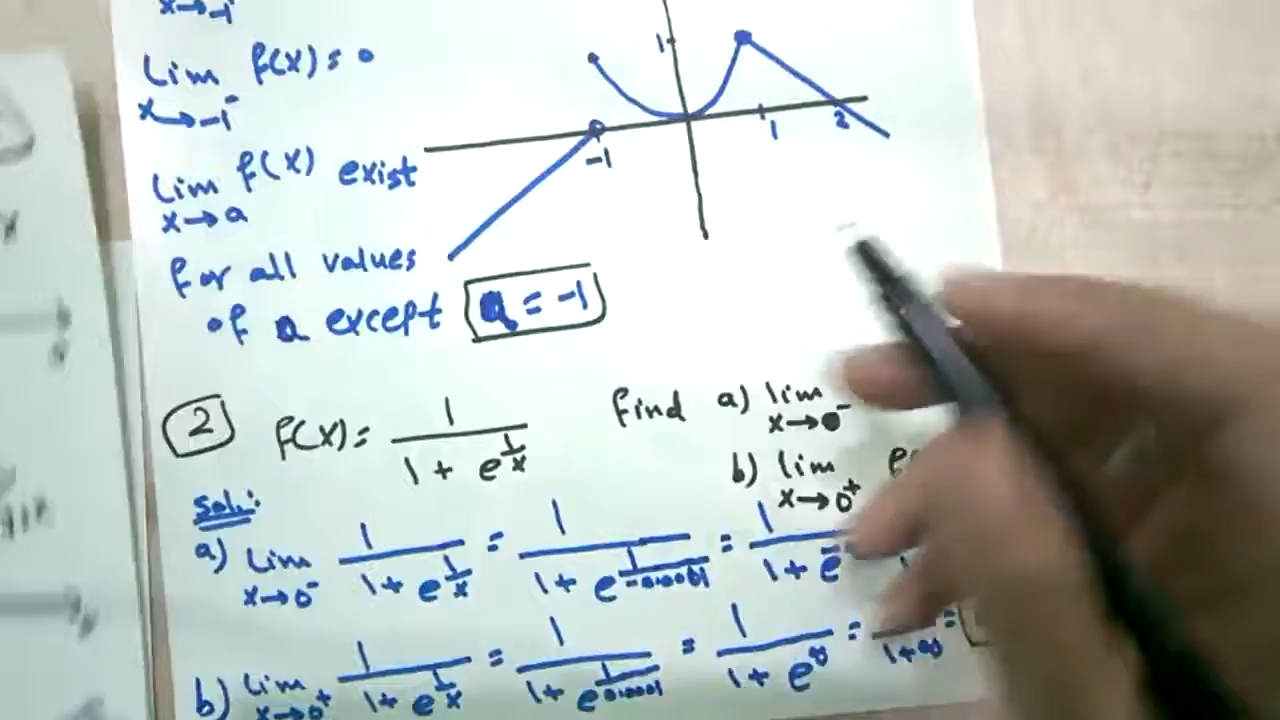 x→-1
lim f(x) = 0
x→-1⁻
lim f(x) exist
x→a
for all values
of a except a = -1
1
-1
1
2
2 f(x) = 1 / (1 + e^(1/x)) find a) lim x→0⁻
b) lim x→0⁺
Sol:
a) lim x→0⁻ 1 / (1 + e^(1/x)) = 1 / (1 + e^(1/-0.0001)) = 1 / (1 + e
b) lim x→0⁺ 1 / (1 + e^(1/x)) = 1 / (1 + e^(1/0.0001)) = 1 / (1 + e^∞) = 1+∞ =